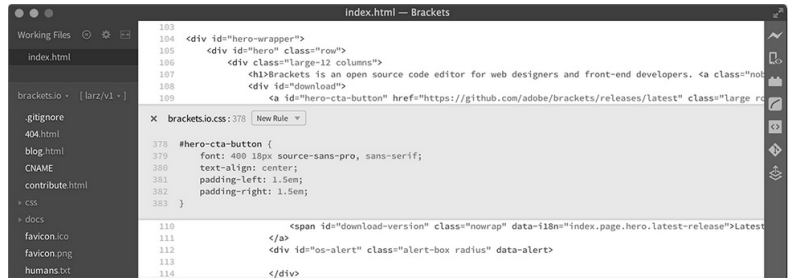 index.html — Brackets
Working Files
index.html
brackets.io
[ larz/v1 ]
.gitignore
404.html
blog.html
CNAME
contribute.html
css
docs
favicon.ico
favicon.png
humans.txt
103
104 <div id="hero-wrapper">
105 <div id="hero" class="row">
106 <div class="large-12 columns">
107 <h1>Brackets is an open source code editor for web designers and front-end developers. <a class="nob
108 <div id="download">
109 <a id="hero-cta-button" href="https://github.com/adobe/brackets/releases/latest" class="large ro
× brackets.io.css : 378 New Rule
378 #hero-cta-button {
379 font: 400 18px source-sans-pro, sans-serif;
380 text-align: center;
381 padding-left: 1.5em;
382 padding-right: 1.5em;
383 }
110 <span id="download-version" class="nowrap" data-i18n="index.page.hero.latest-release">Latest
111 </a>
112 <div id="os-alert" class="alert-box radius" data-alert>
113
114 </div>